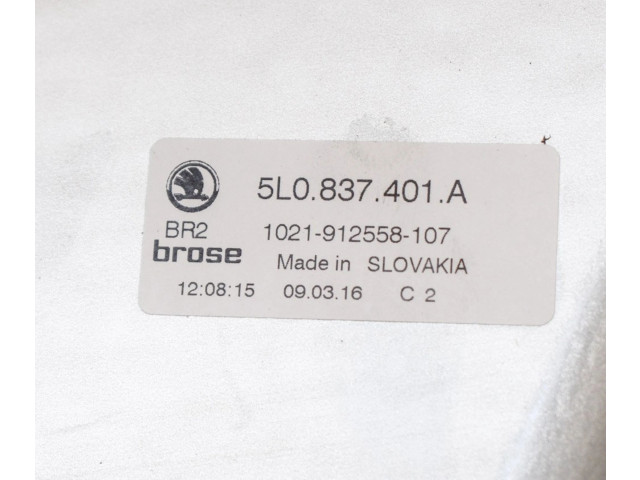 5L0.837.401.A
BR2 1021-912558-107
brose Made in SLOVAKIA
12:08:15 09.03.16 C 2